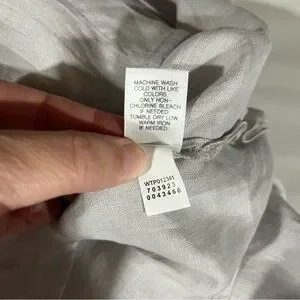 MACHINE WASH
COLD WITH LIKE
COLORS
ONLY NON-
CHLORINE BLEACH
IF NEEDED.
TUMBLE DRY LOW
WARM IRON
IF NEEDED.
WTP012341
703923
0043466